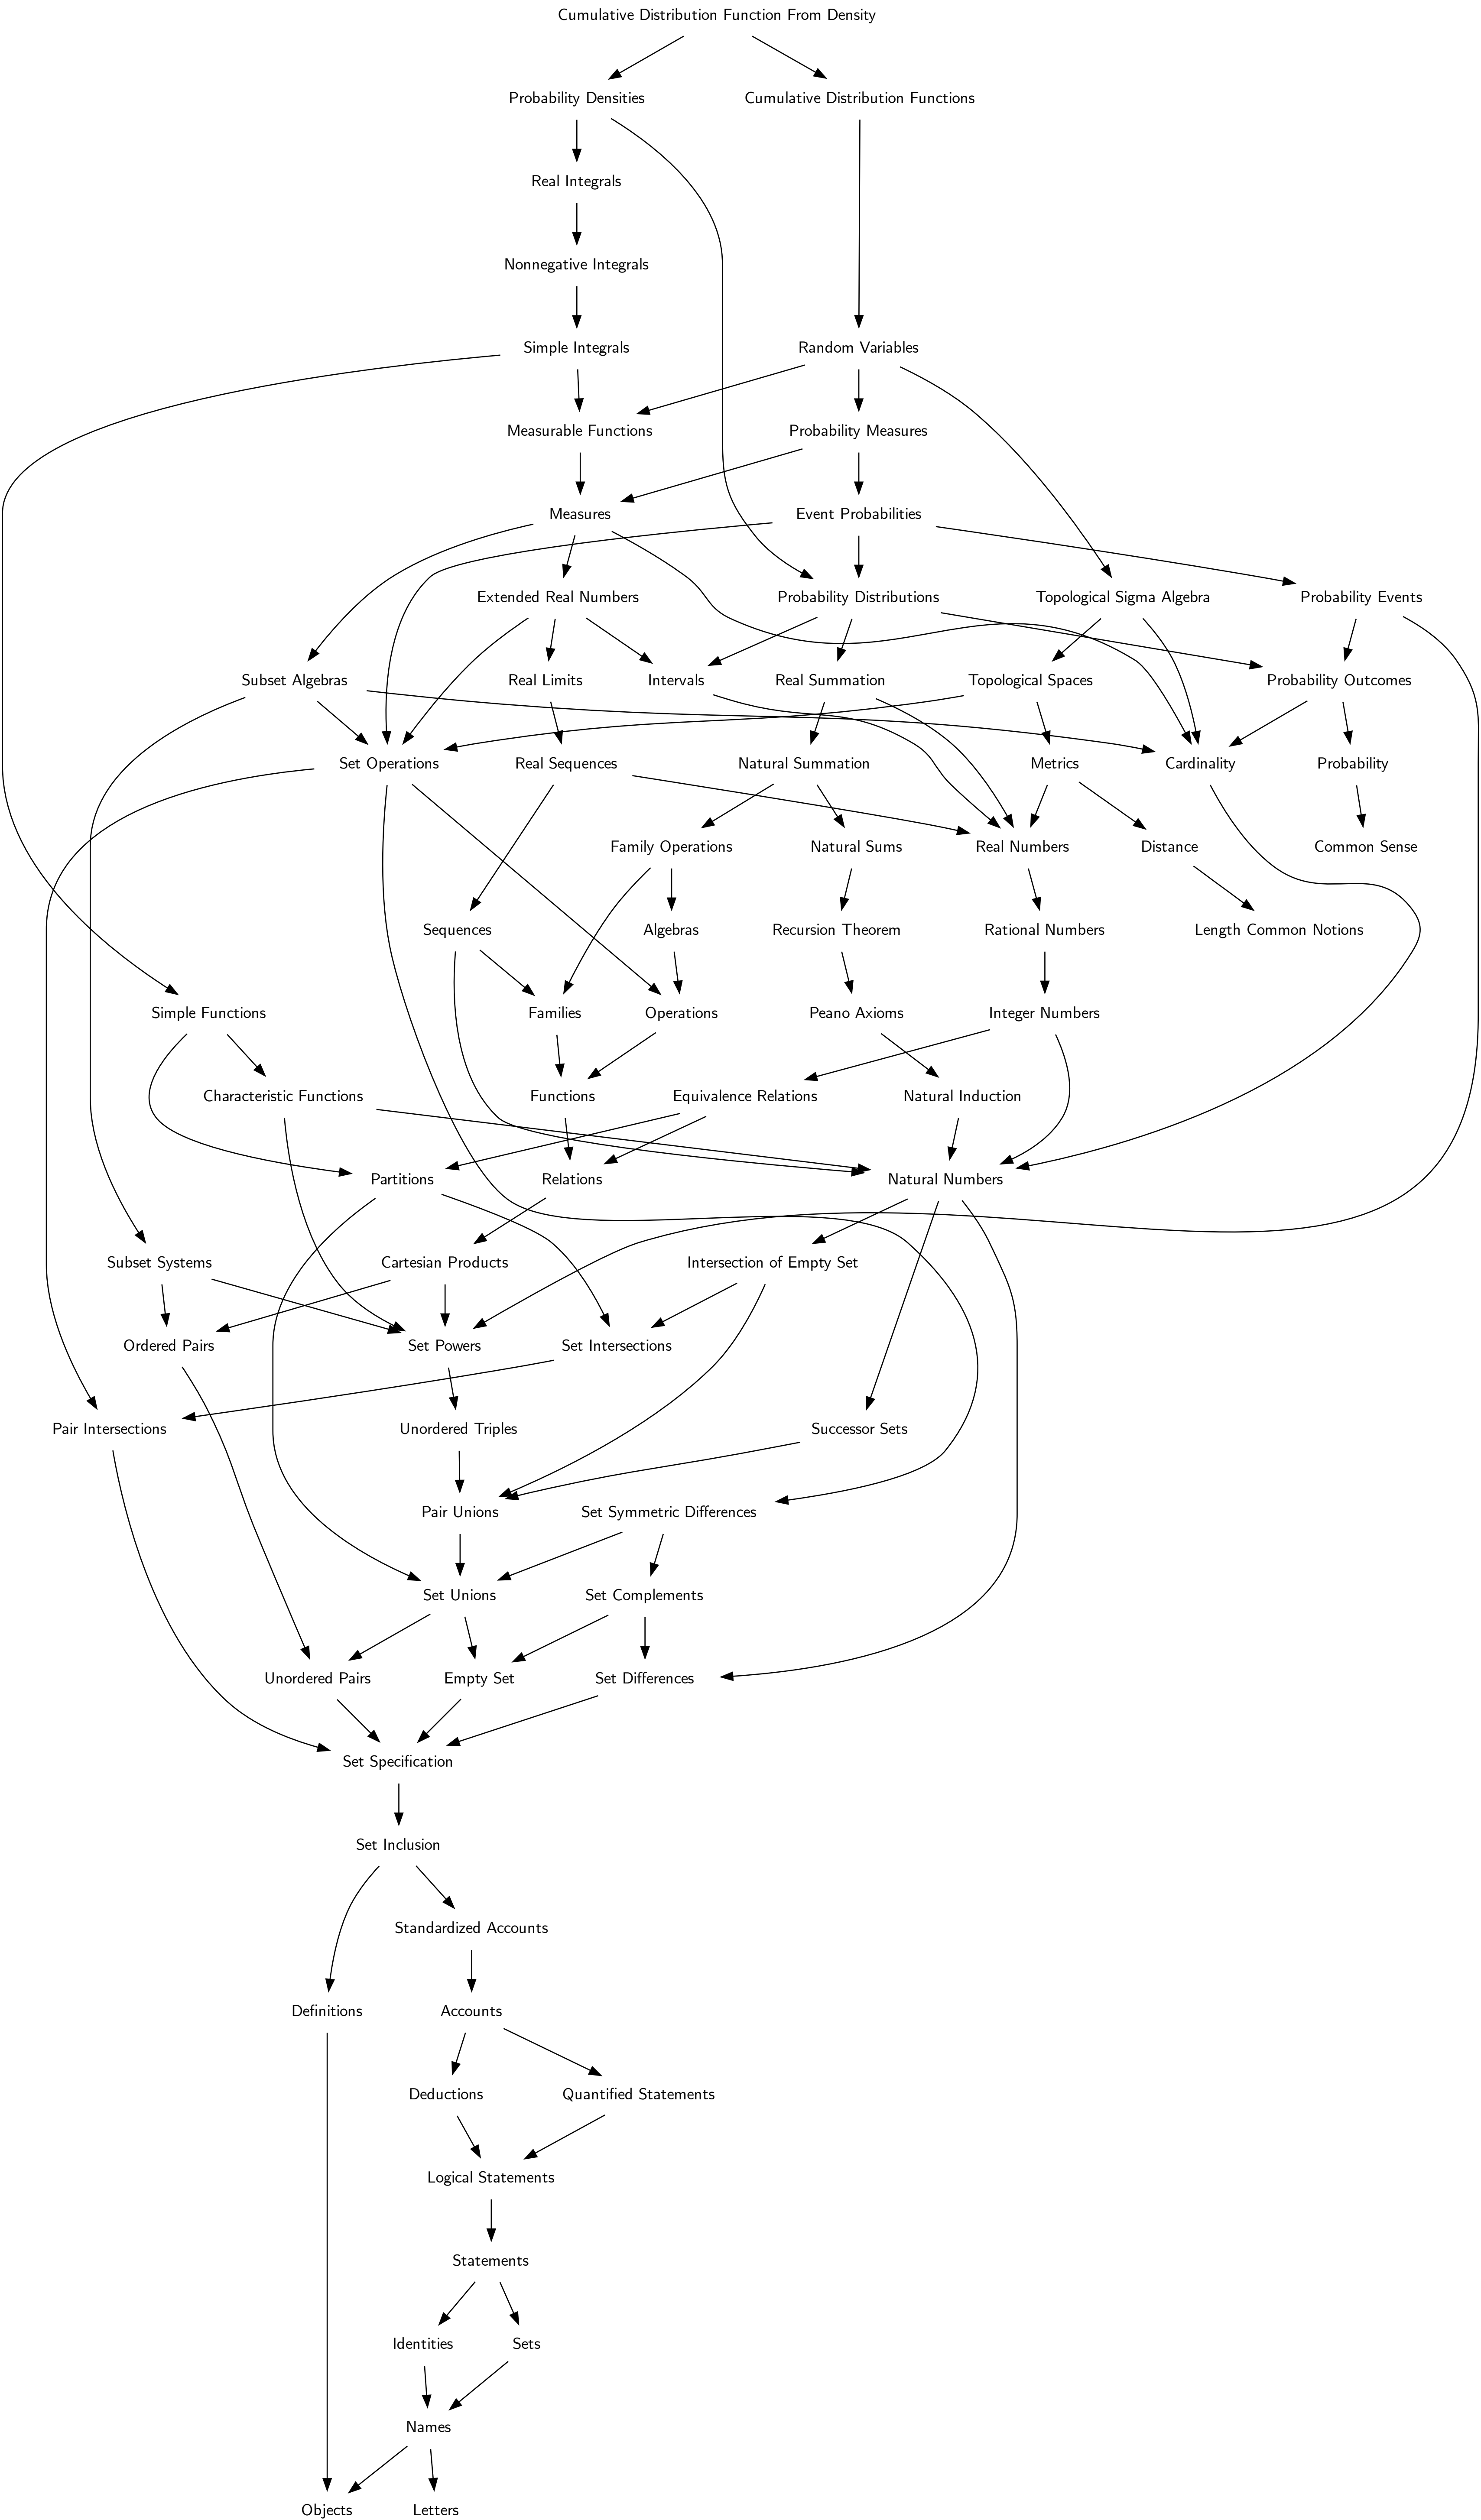 Cumulative Distribution Function From Density
Probability Densities
Cumulative Distribution Functions
Real Integrals
Nonnegative Integrals
Simple Integrals
Random Variables
Measurable Functions
Probability Measures
Measures
Event Probabilities
Extended Real Numbers
Probability Distributions
Topological Sigma Algebra
Probability Events
Subset Algebras
Real Limits
Intervals
Real Summation
Topological Spaces
Probability Outcomes
Set Operations
Real Sequences
Natural Summation
Metrics
Cardinality
Probability
Family Operations
Natural Sums
Real Numbers
Distance
Common Sense
Sequences
Algebras
Recursion Theorem
Rational Numbers
Length Common Notions
Simple Functions
Families
Operations
Peano Axioms
Integer Numbers
Characteristic Functions
Functions
Equivalence Relations
Natural Induction
Partitions
Relations
Natural Numbers
Subset Systems
Cartesian Products
Intersection of Empty Set
Ordered Pairs
Set Powers
Set Intersections
Pair Intersections
Unordered Triples
Successor Sets
Pair Unions
Set Symmetric Differences
Set Unions
Set Complements
Unordered Pairs
Empty Set
Set Differences
Set Specification
Set Inclusion
Standardized Accounts
Definitions
Accounts
Deductions
Quantified Statements
Logical Statements
Statements
Identities
Sets
Names
Objects
Letters